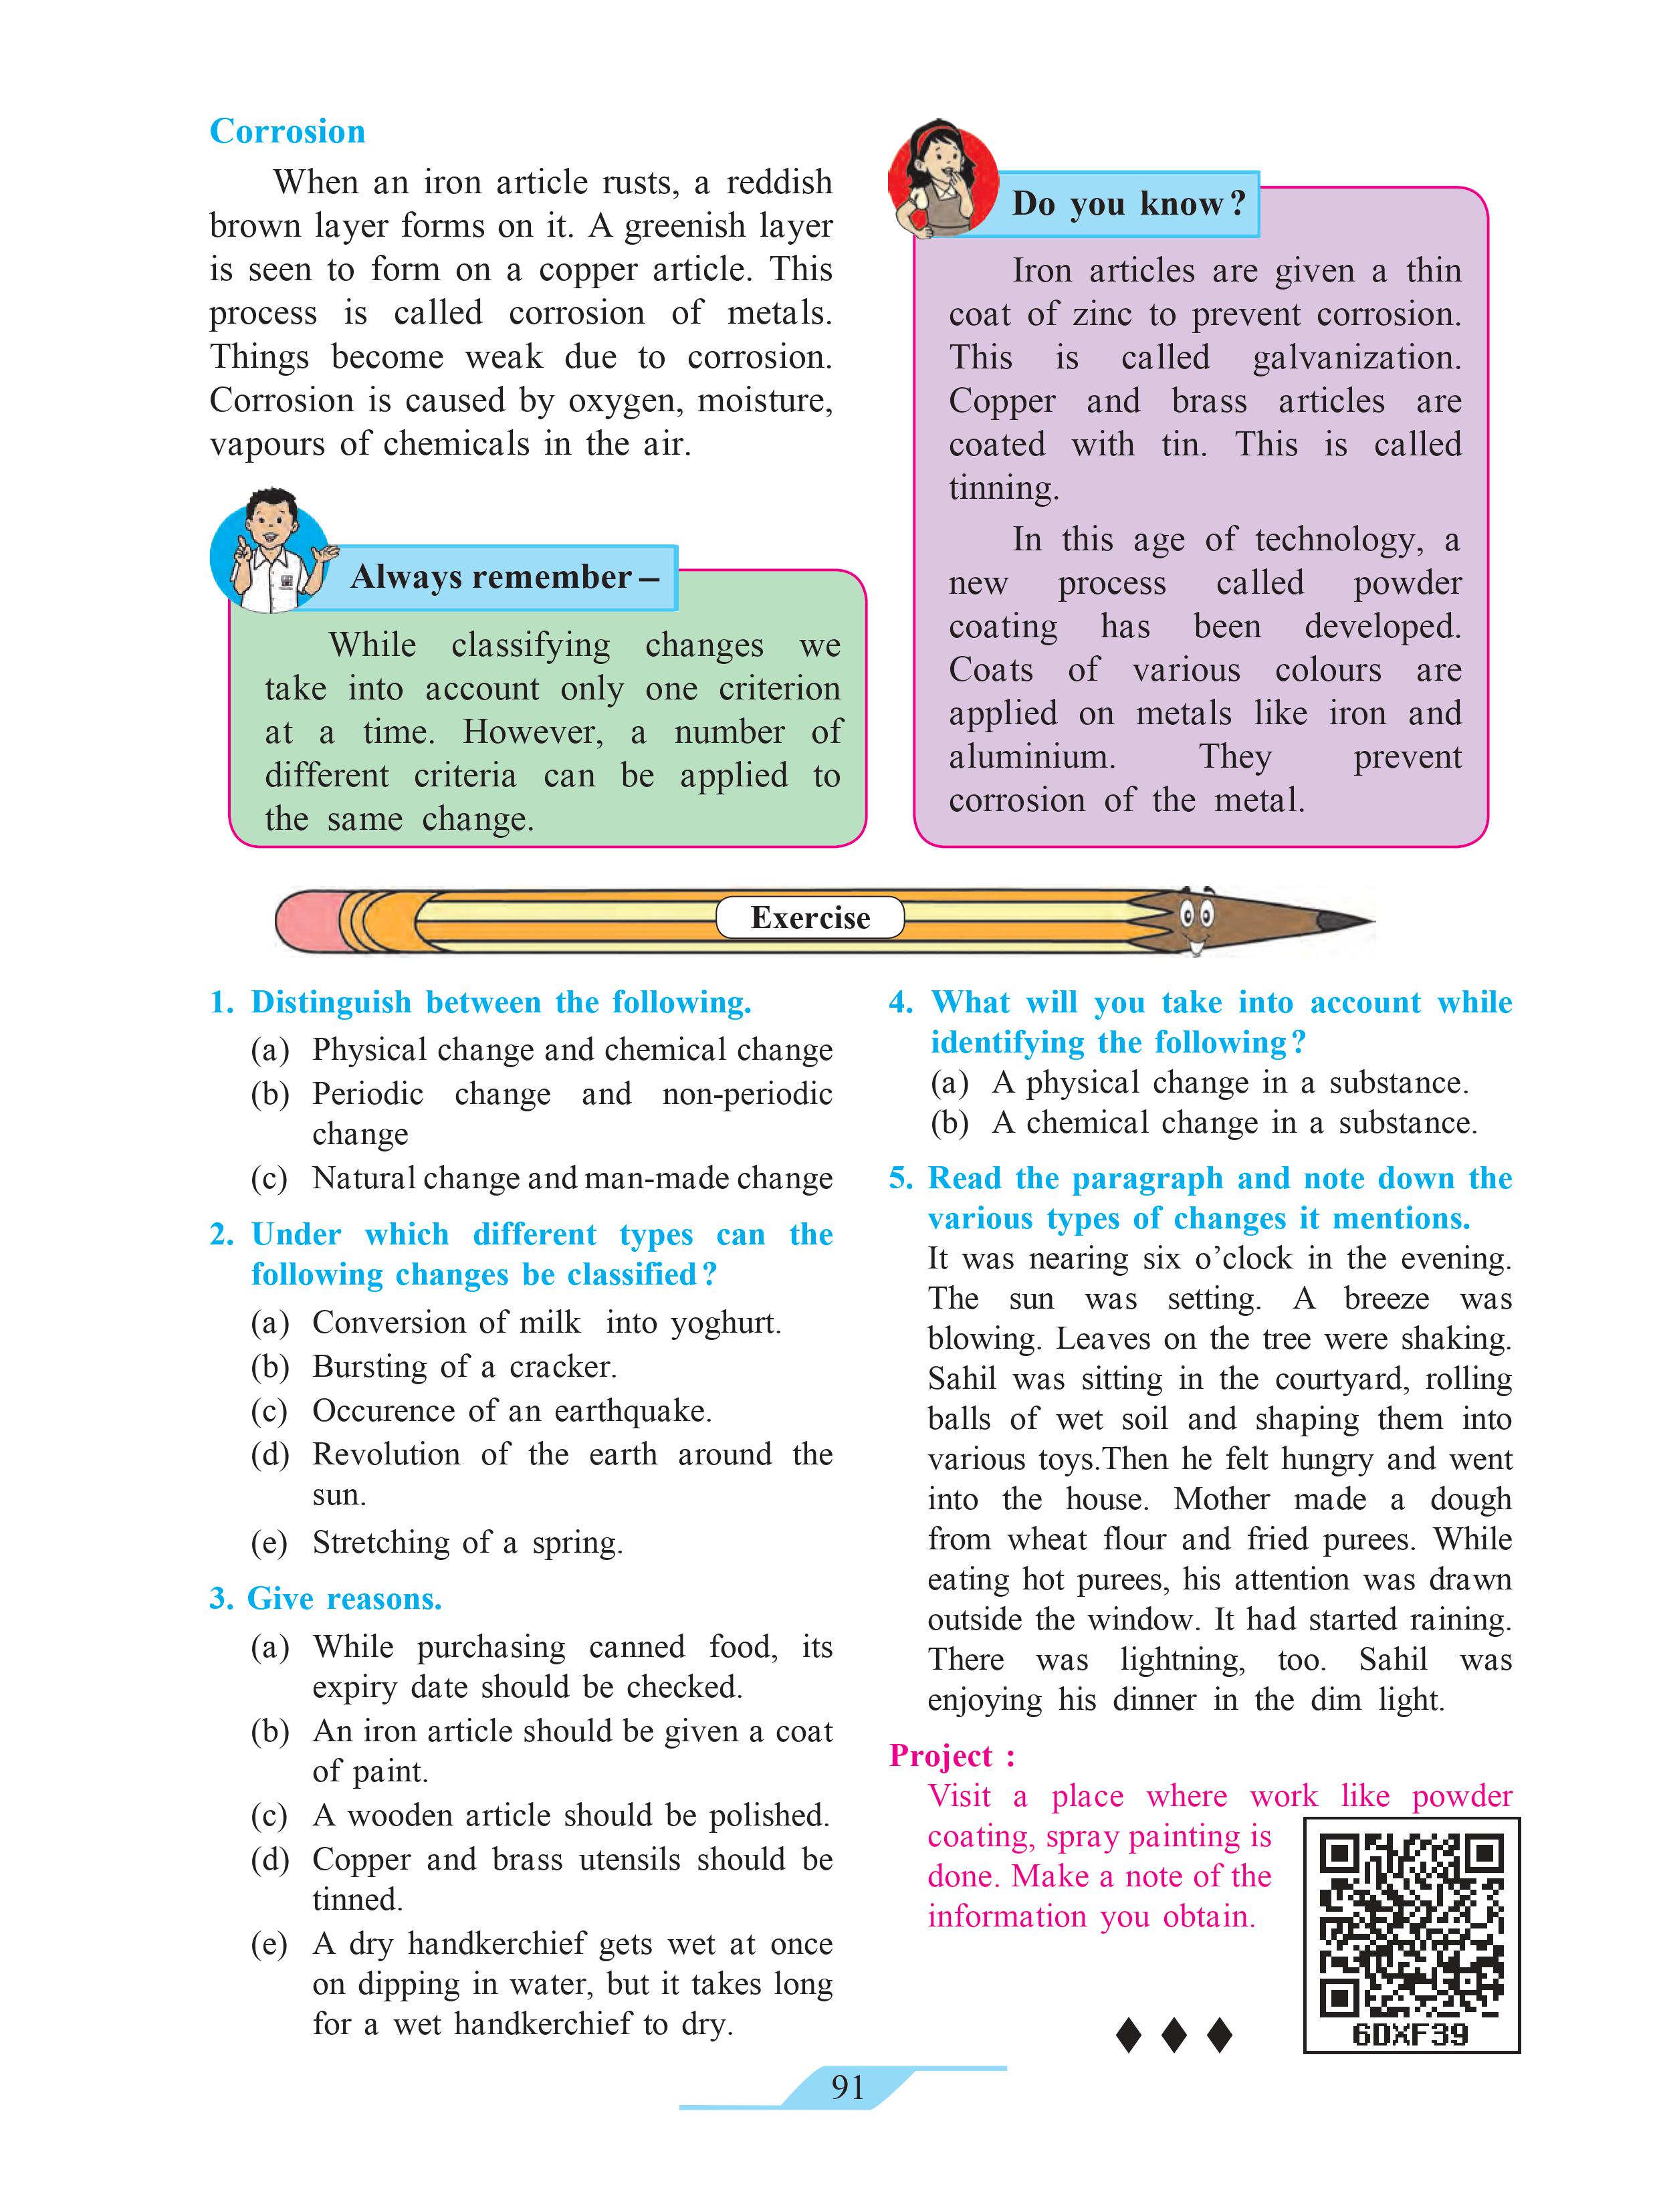 Corrosion
When an iron article rusts, a reddish
brown layer forms on it. A greenish layer
is seen to form on a copper article. This
process is called corrosion of metals.
Things become weak due to corrosion.
Corrosion is caused by oxygen, moisture,
vapours of chemicals in the air.
Always remember –
While classifying changes we
take into account only one criterion
at a time. However, a number of
different criteria can be applied to
the same change.
Do you know?
Iron articles are given a thin
coat of zinc to prevent corrosion.
This is called galvanization.
Copper and brass articles are
coated with tin. This is called
tinning.
In this age of technology, a
new process called powder
coating has been developed.
Coats of various colours are
applied on metals like iron and
aluminium. They prevent
corrosion of the metal.
Exercise
1. Distinguish between the following.
(a) Physical change and chemical change
(b) Periodic change and non-periodic
change
(c) Natural change and man-made change
2. Under which different types can the
following changes be classified?
(a) Conversion of milk into yoghurt.
(b) Bursting of a cracker.
(c) Occurence of an earthquake.
(d) Revolution of the earth around the
sun.
(e) Stretching of a spring.
3. Give reasons.
(a) While purchasing canned food, its
expiry date should be checked.
(b) An iron article should be given a coat
of paint.
(c) A wooden article should be polished.
(d) Copper and brass utensils should be
tinned.
(e) A dry handkerchief gets wet at once
on dipping in water, but it takes long
for a wet handkerchief to dry.
4. What will you take into account while
identifying the following?
(a) A physical change in a substance.
(b) A chemical change in a substance.
5. Read the paragraph and note down the
various types of changes it mentions.
It was nearing six o’clock in the evening.
The sun was setting. A breeze was
blowing. Leaves on the tree were shaking.
Sahil was sitting in the courtyard, rolling
balls of wet soil and shaping them into
various toys.Then he felt hungry and went
into the house. Mother made a dough
from wheat flour and fried purees. While
eating hot purees, his attention was drawn
outside the window. It had started raining.
There was lightning, too. Sahil was
enjoying his dinner in the dim light.
Project :
Visit a place where work like powder
coating, spray painting is
done. Make a note of the
information you obtain.
6DXF39
91